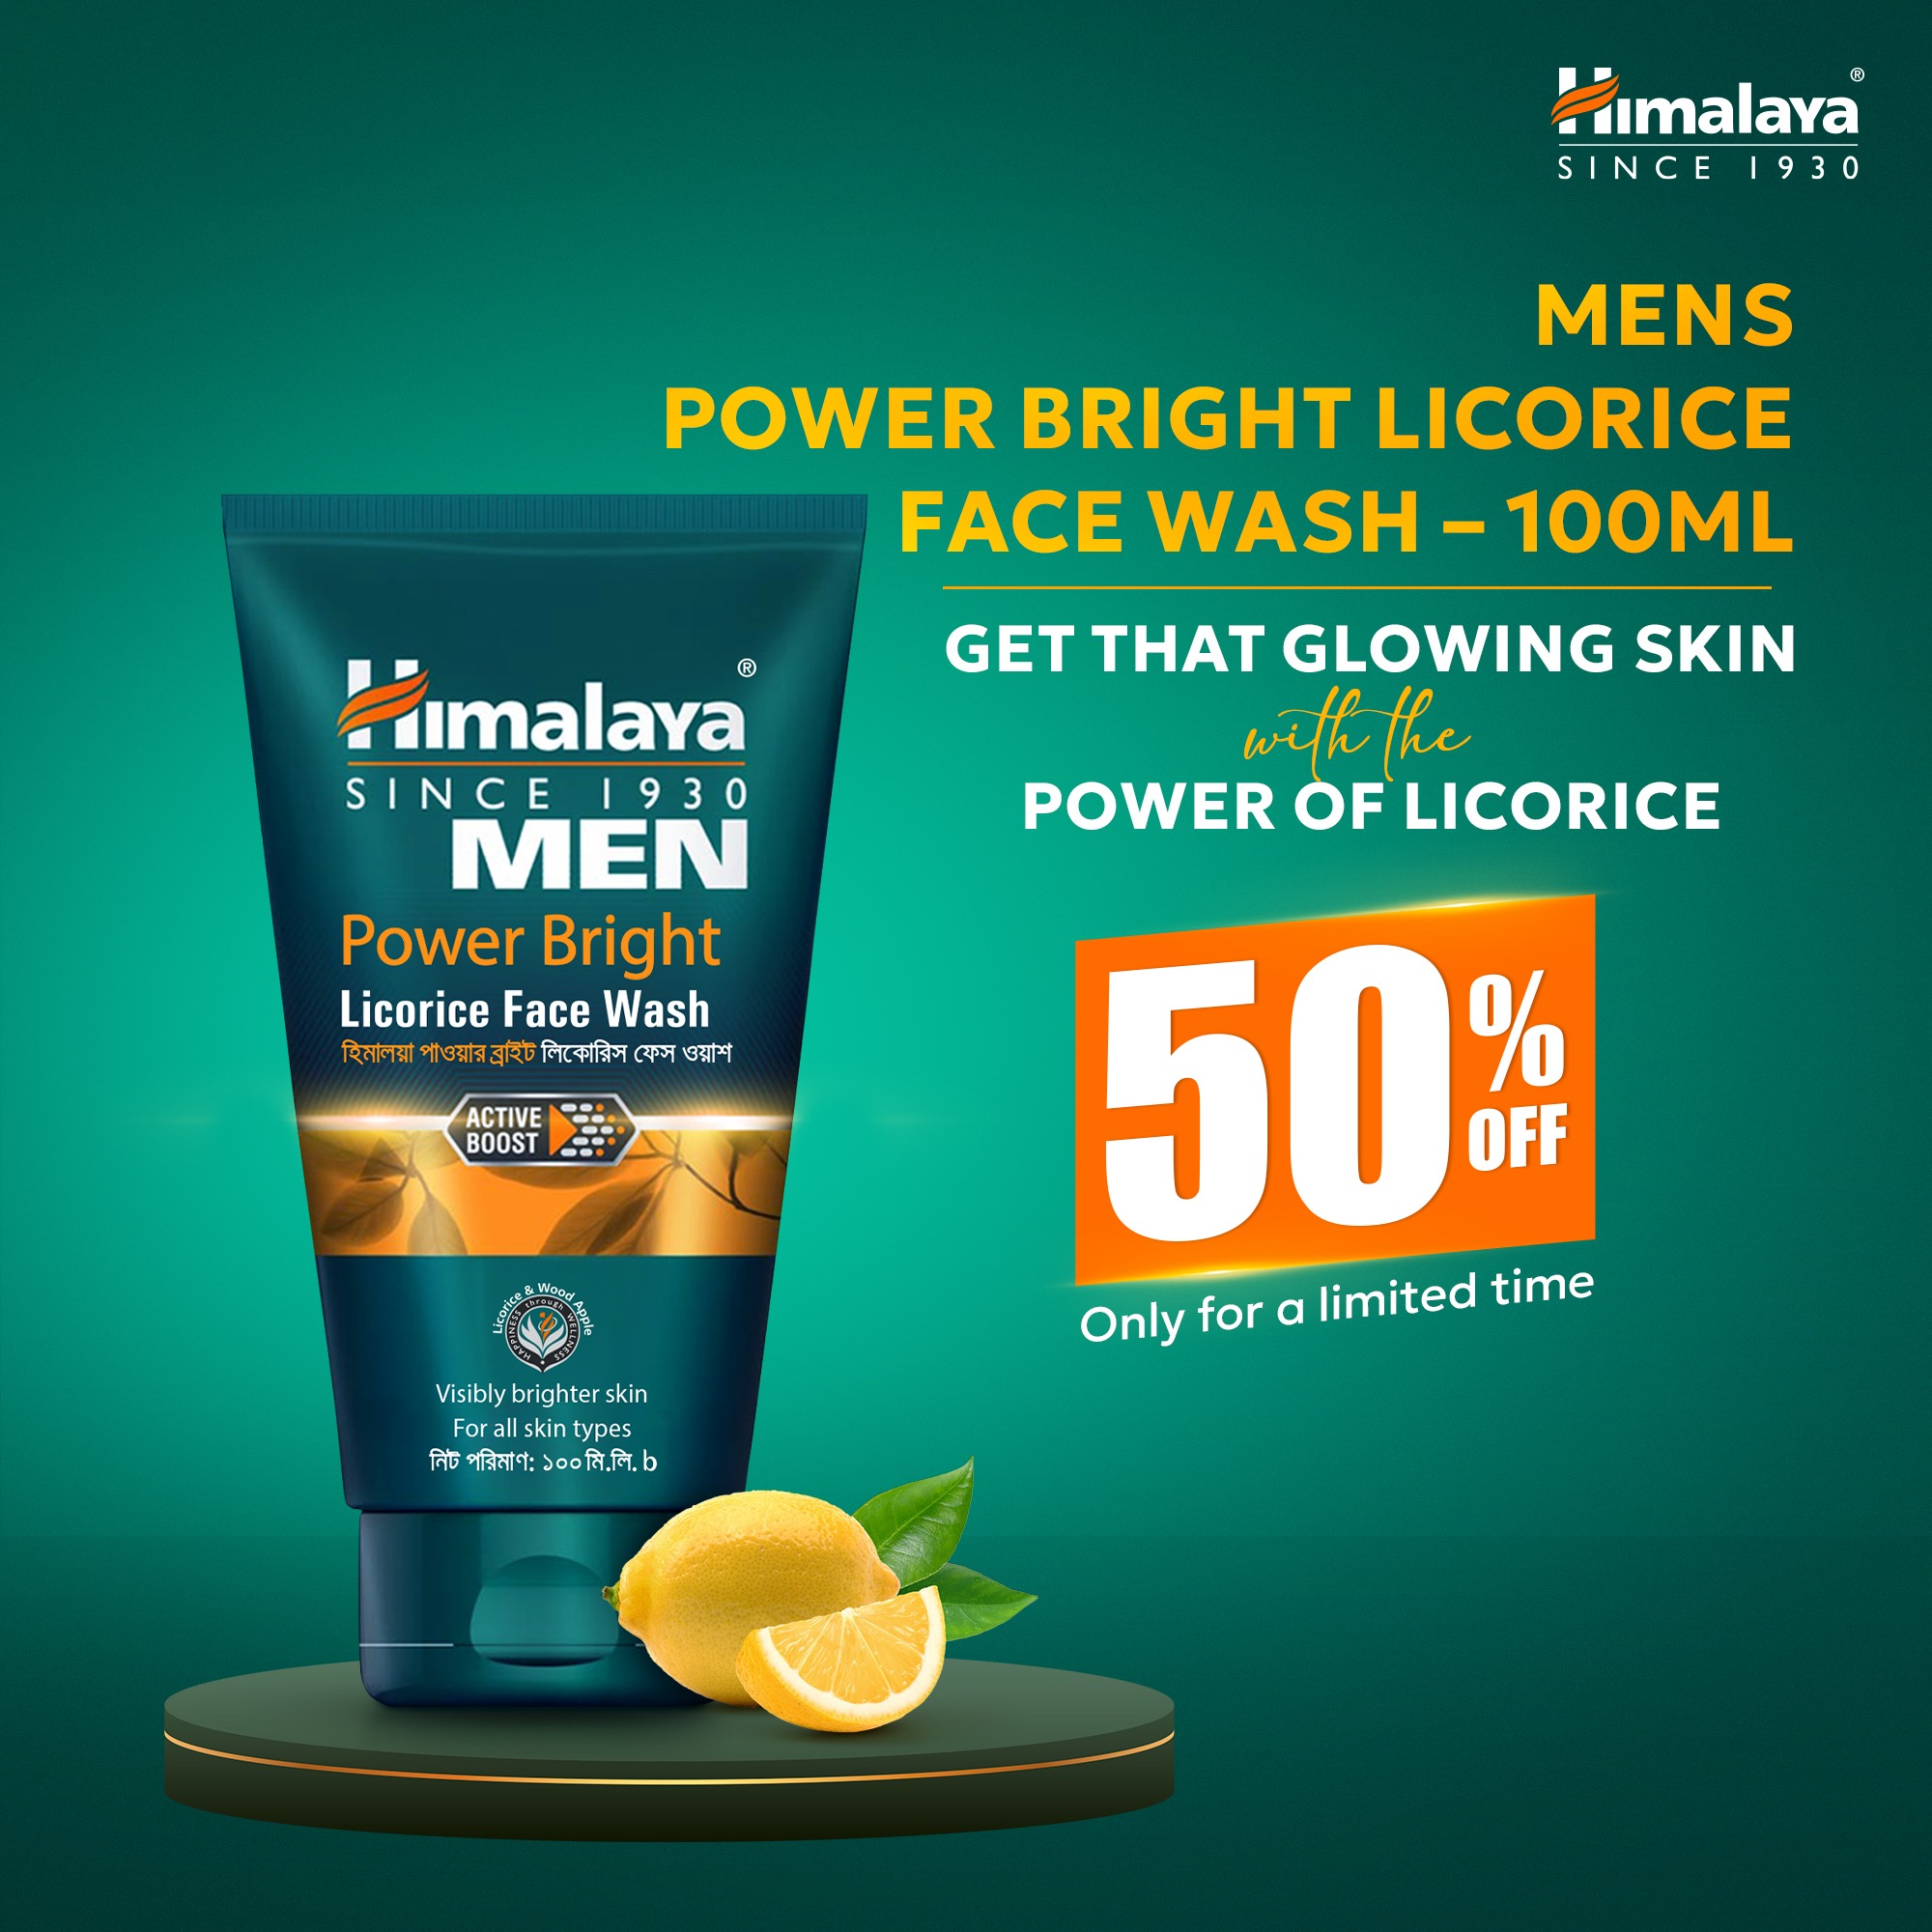 Himalaya®
SINCE 1930
MENS
POWER BRIGHT LICORICE
FACE WASH – 100ML
GET THAT GLOWING SKIN
with the
POWER OF LICORICE
50% OFF
Only for a limited time
Himalaya®
SINCE 1930
MEN
Power Bright
Licorice Face Wash
হিমালয়া পাওয়ার ব্রাইট লিকোরিস ফেস ওয়াশ
ACTIVE
BOOST
Licorice & Wood Apple
HAPPINESS through WELLNESS
Visibly brighter skin
For all skin types
নিট পরিমাণ: ১০০ মি.লি. b